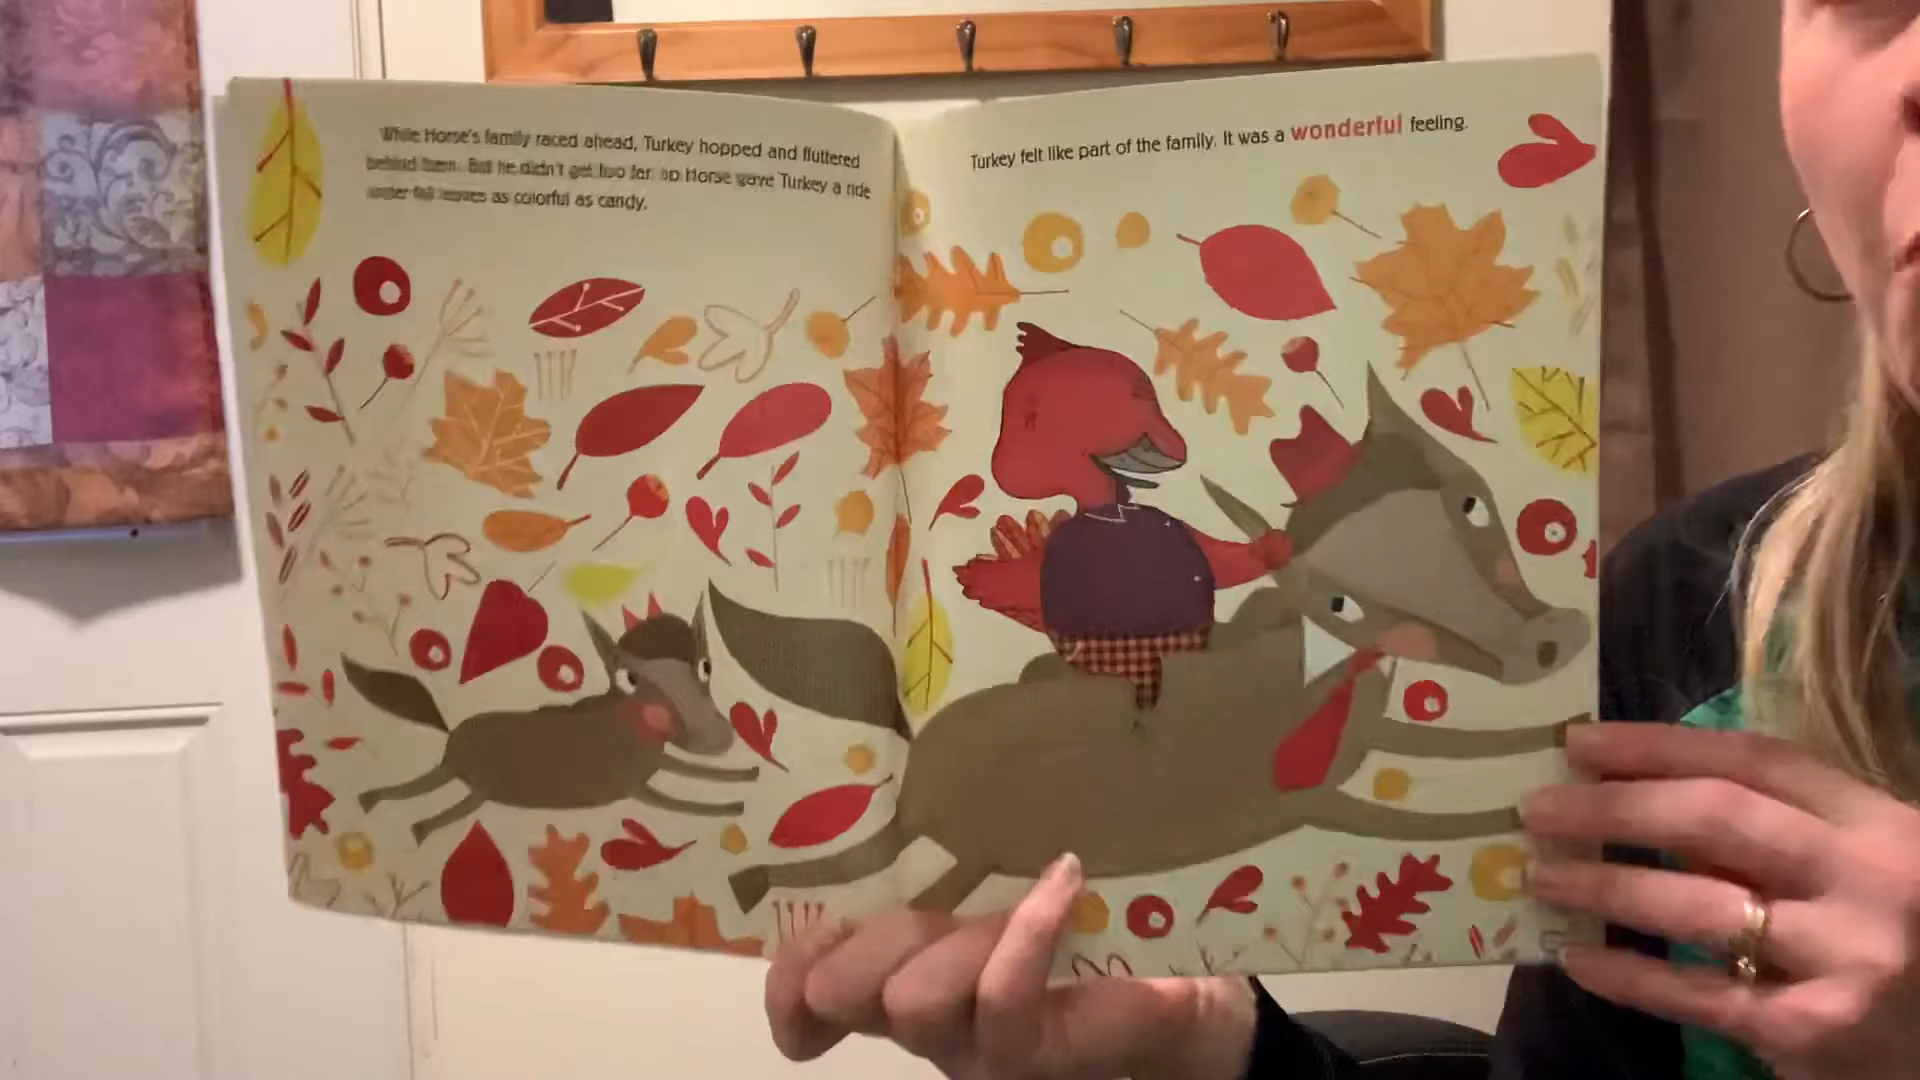 While Horse's family raced ahead, Turkey hopped and fluttered
behind them. But he didn't get too far, so Horse gave Turkey a ride
under fall leaves as colorful as candy.
Turkey felt like part of the family. It was a wonderful feeling.